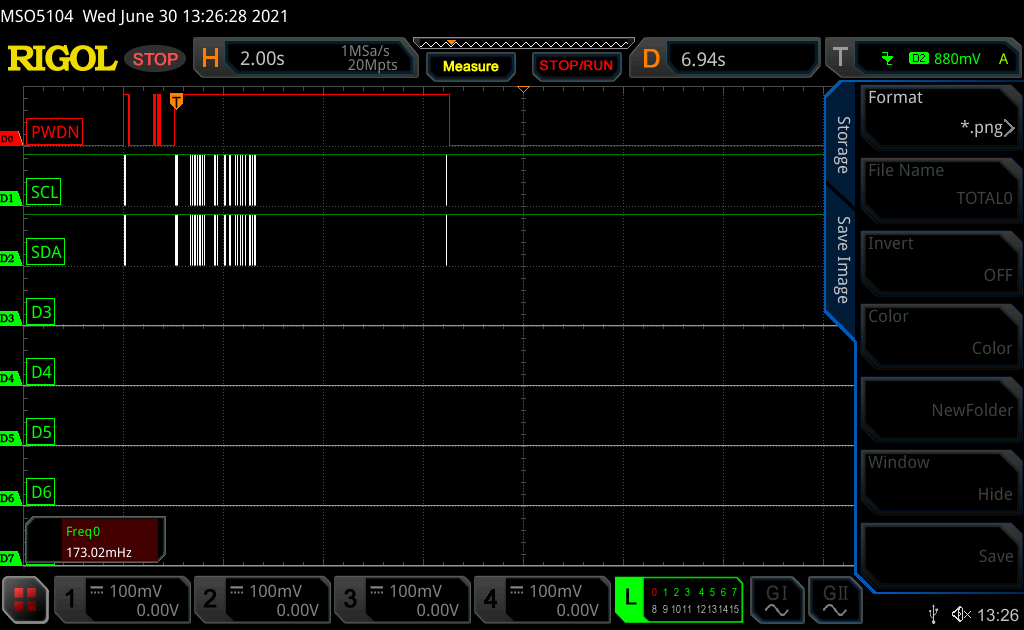 MSO5104 Wed June 30 13:26:28 2021
RIGOL STOP H 2.00s 1MSa/s 20Mpts Measure STOP/RUN D 6.94s T D2 880mV A
T
D0 PWDN
D1 SCL
D2 SDA
D3 D3
D4 D4
D5 D5
D6 D6
D7
Freq0
173.02mHz
Storage
Save Image
Format
*.png
File Name
TOTAL0
Invert
OFF
Color
Color
NewFolder
Window
Hide
Save
1 100mV 0.00V
2 100mV 0.00V
3 100mV 0.00V
4 100mV 0.00V
L 0 1 2 3 4 5 6 7
8 9 10 11 12 13 14 15
GI
GII
13:26